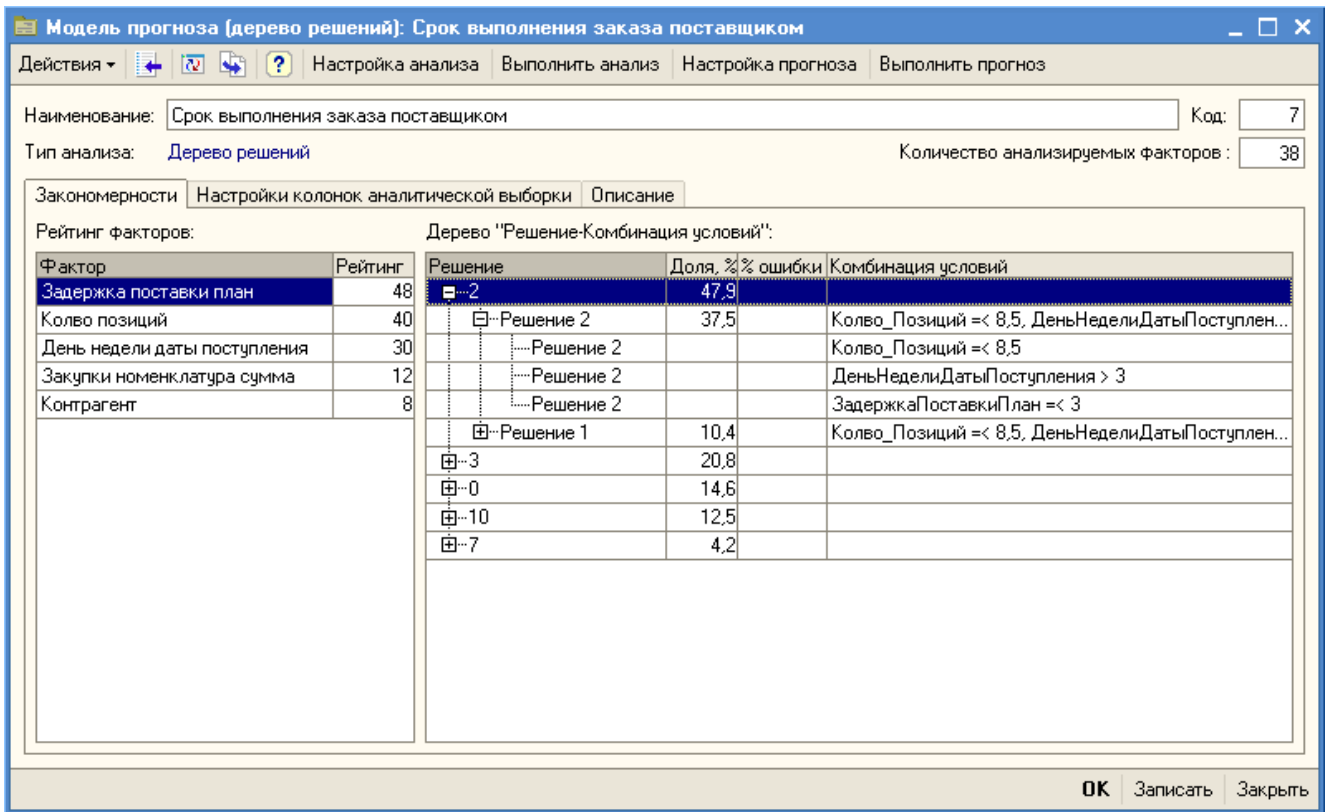 Модель прогноза (дерево решений): Срок выполнения заказа поставщиком
Действия Настройка анализа Выполнить анализ Настройка прогноза Выполнить прогноз
Наименование: Срок выполнения заказа поставщиком Код: 7
Тип анализа: Дерево решений Количество анализируемых факторов : 38
Закономерности Настройки колонок аналитической выборки Описание
Рейтинг факторов: Дерево "Решение-Комбинация условий":
Фактор Рейтинг Решение Доля, % % ошибки Комбинация условий
Задержка поставки план 48 2 47,9
Колво позиций 40 Решение 2 37,5 Колво_Позиций =< 8,5, ДеньНеделиДатыПоступлен...
День недели даты поступления 30 Решение 2 Колво_Позиций =< 8,5
Закупки номенклатура сумма 12 Решение 2 ДеньНеделиДатыПоступления > 3
Контрагент 8 Решение 2 ЗадержкаПоставкиПлан =< 3
Решение 1 10,4 Колво_Позиций =< 8,5, ДеньНеделиДатыПоступлен...
3 20,8
0 14,6
10 12,5
7 4,2
OK Записать Закрыть